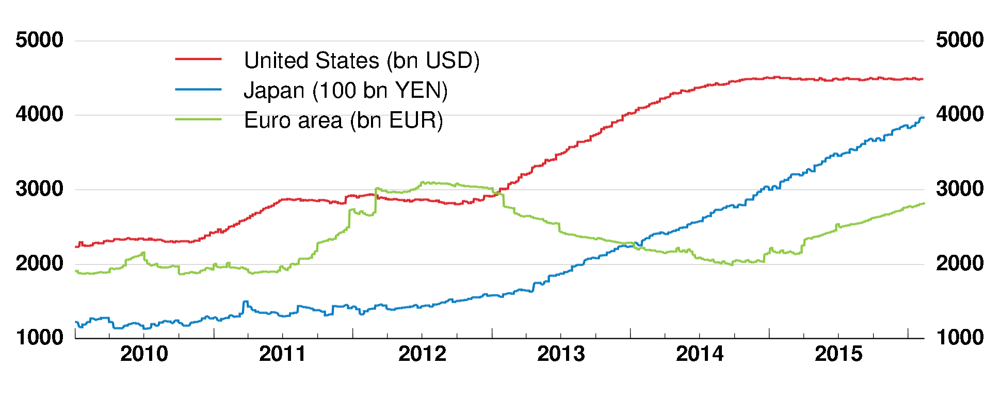 5000 5000
United States (bn USD)
Japan (100 bn YEN)
4000 4000
Euro area (bn EUR)
3000 3000
2000 2000
1000 1000
2010 2011 2012 2013 2014 2015